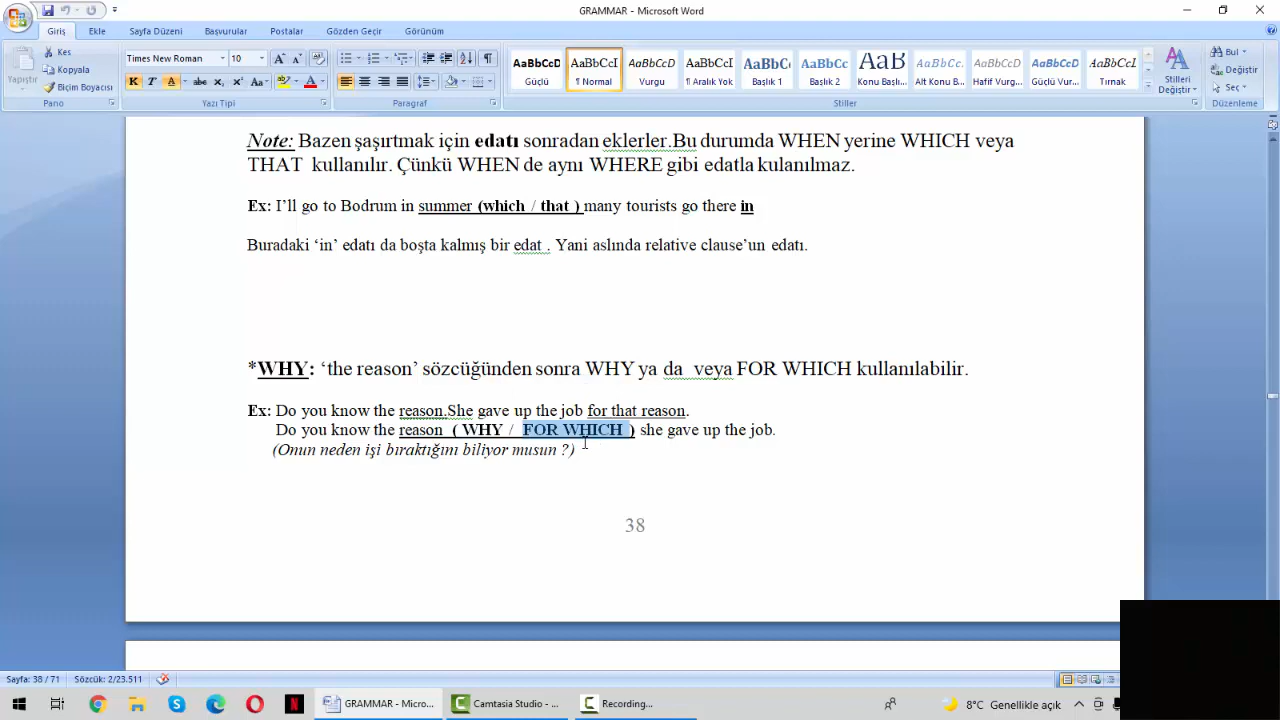 GRAMMAR - Microsoft Word
Giriş Ekle Sayfa Düzeni Başvurular Postalar Gözden Geçir Görünüm
Yapıştır
Kes
Kopyala
Biçim Boyacısı
Pano
Times New Roman 10
Yazı Tipi
Paragraf
AaBbCcD AaBbCcI AaBbCcD AaBbCcI AaBbC AaBbCc AaB AaBbCc. AaBbCcD AaBbCcD AaBbCcI
Güçlü ¶ Normal Vurgu ¶ Aralık Yok Başlık 1 Başlık 2 Konu Başlı... Alt Konu B... Hafif Vurg... Güçlü Vur... Tırnak
Stilleri Değiştir
Stiller
Bul
Değiştir
Seç
Düzenleme
Note: Bazen şaşırtmak için edatı sonradan eklerler.Bu durumda WHEN yerine WHICH veya
THAT kullanılır. Çünkü WHEN de aynı WHERE gibi edatla kulanılmaz.
Ex: I’ll go to Bodrum in summer (which / that ) many tourists go there in
Buradaki ‘in’ edatı da boşta kalmış bir edat . Yani aslında relative clause’un edatı.
*WHY: ‘the reason’ sözcüğünden sonra WHY ya da veya FOR WHICH kullanılabilir.
Ex: Do you know the reason.She gave up the job for that reason.
Do you know the reason ( WHY / FOR WHICH ) she gave up the job.
(Onun neden işi bıraktığını biliyor musun ?)
38
Sayfa: 38 / 71 Sözcük: 2/23.511
GRAMMAR - Micro... Camtasia Studio - ... Recording... 8°C Genellikle açık